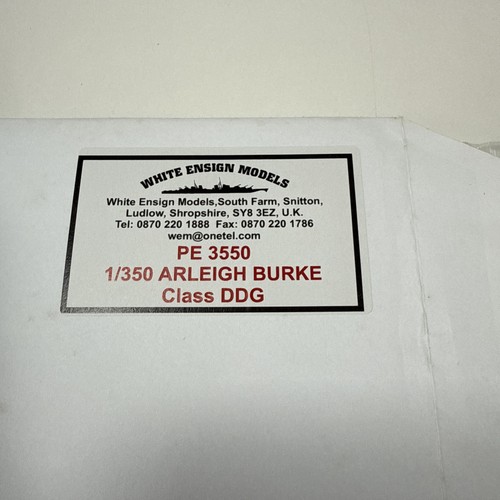 WHITE ENSIGN MODELS
White Ensign Models,South Farm, Snitton,
Ludlow, Shropshire, SY8 3EZ, U.K.
Tel: 0870 220 1888 Fax: 0870 220 1786
wem@onetel.com
PE 3550
1/350 ARLEIGH BURKE
Class DDG